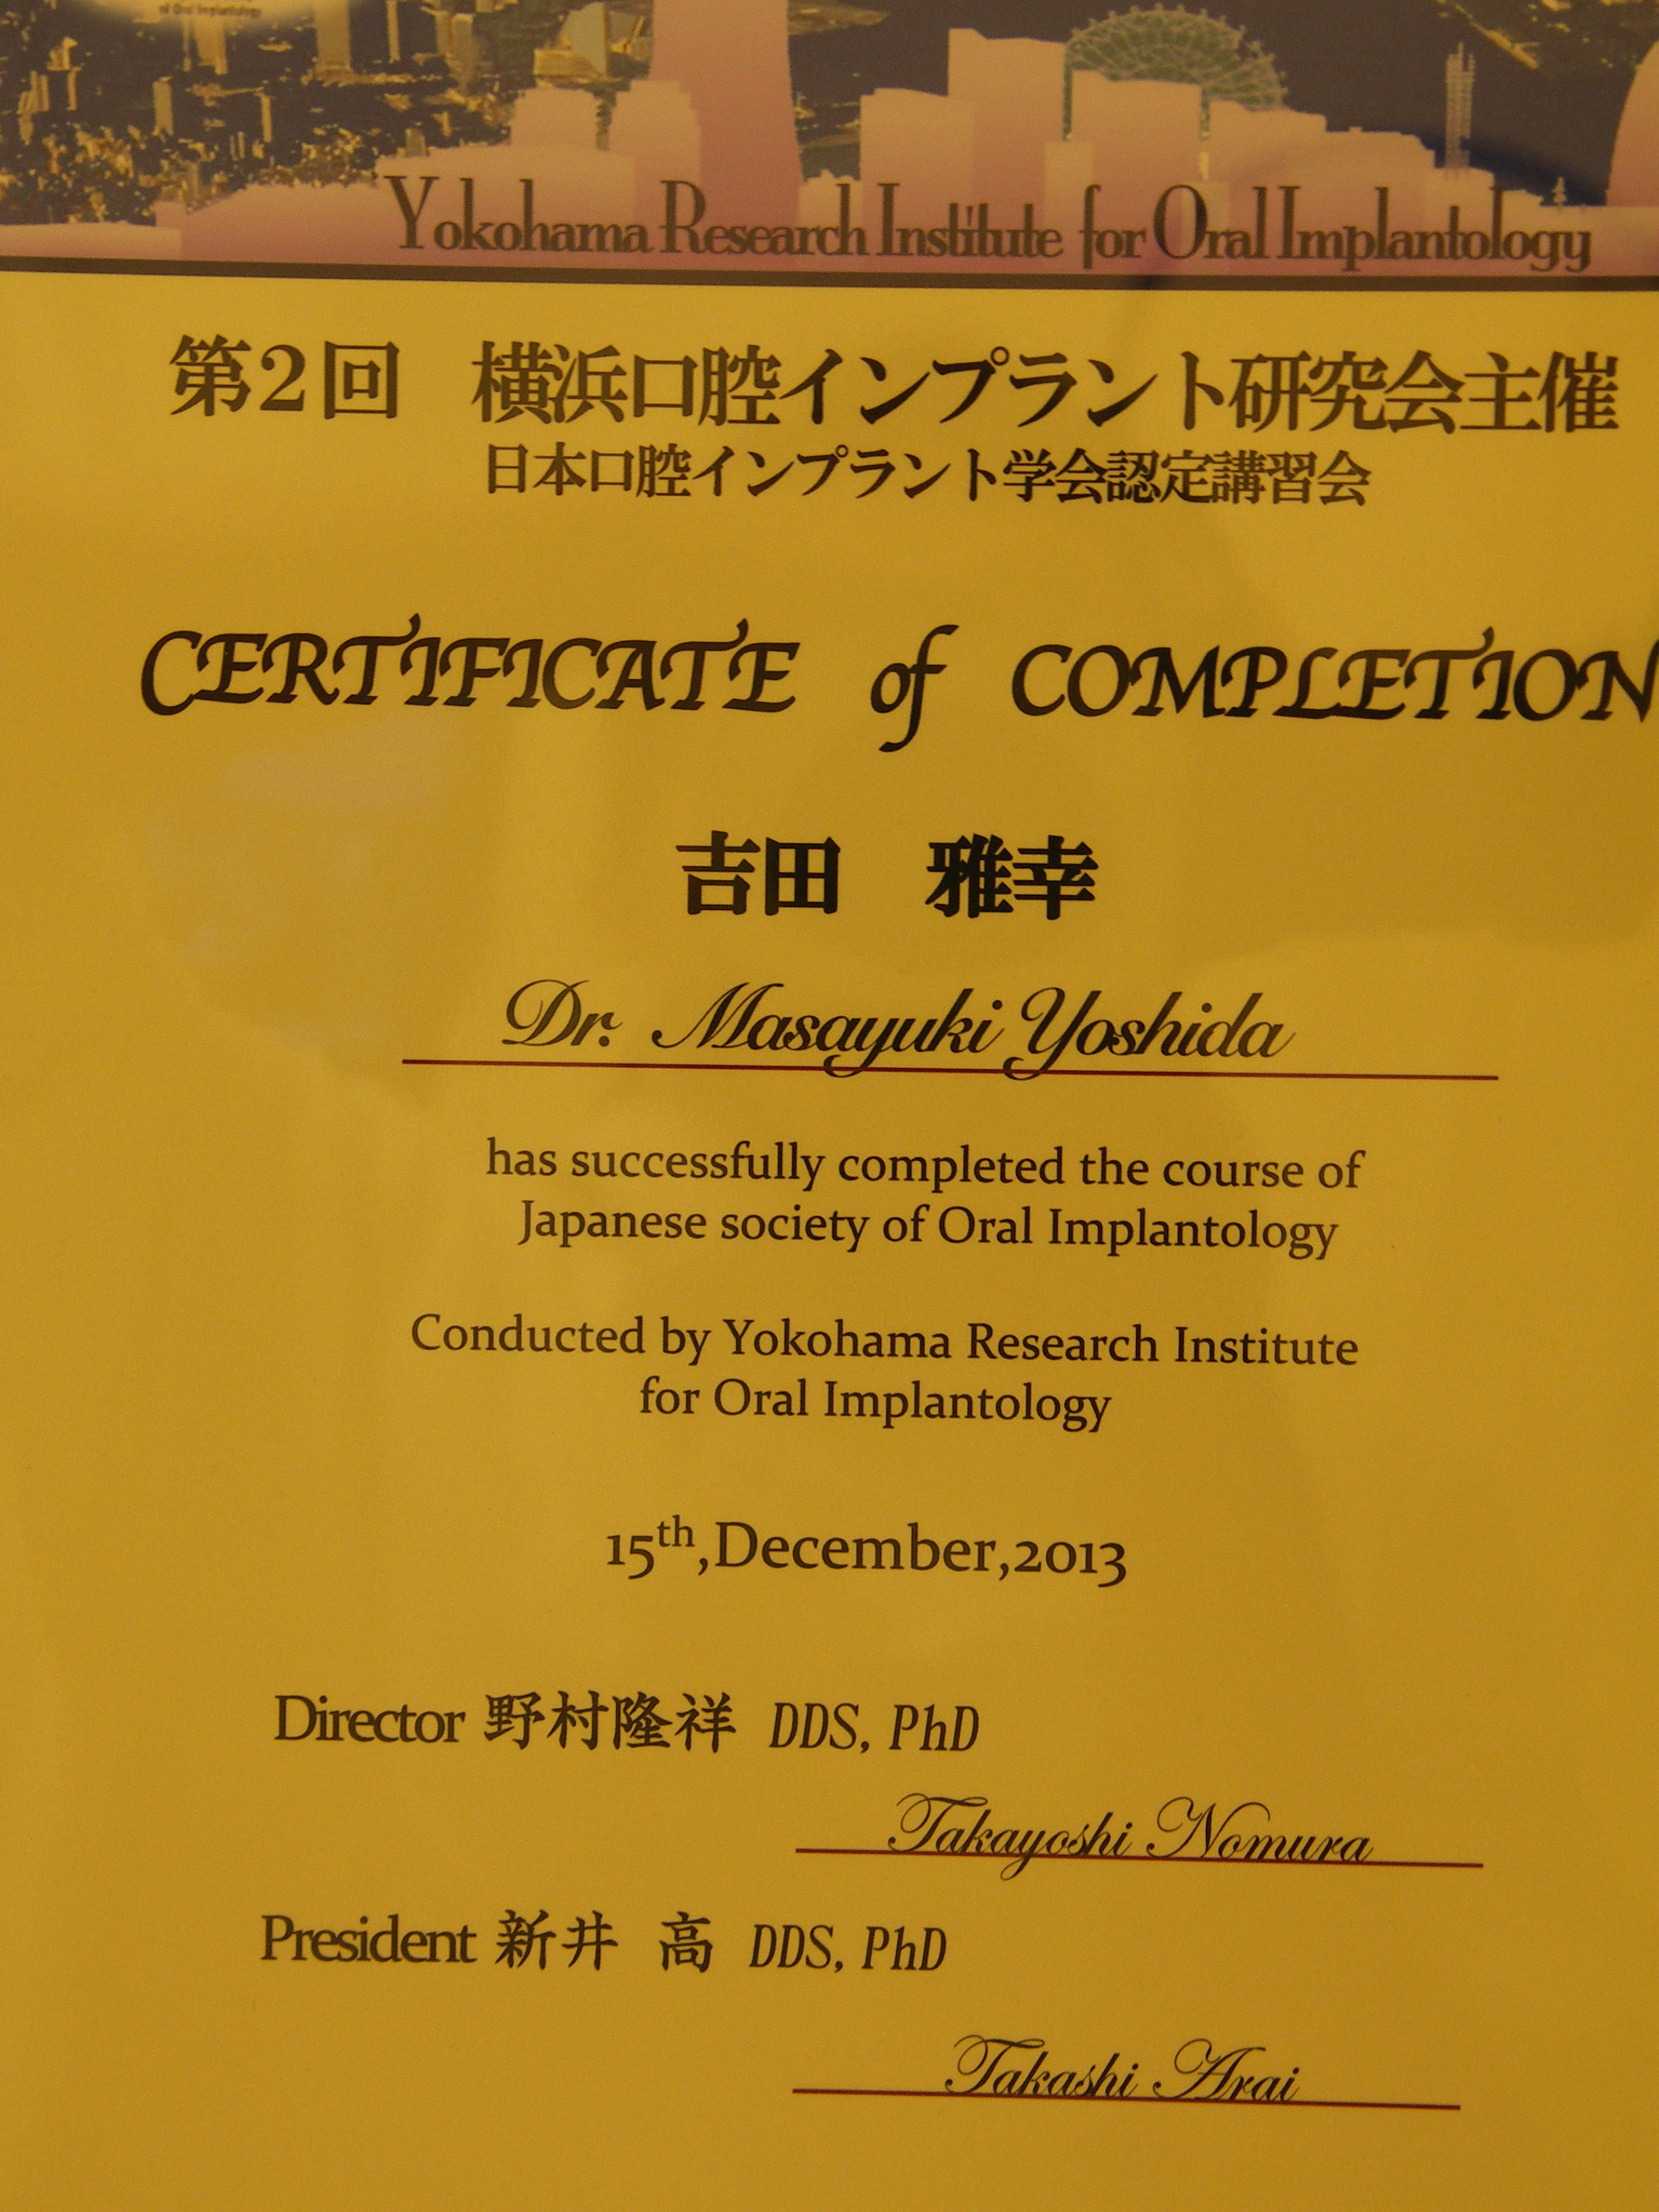 of Oral Implantology
Yokohama Research Institute for Oral Implantology
第2回 横浜口腔インプラント研究会主催
日本口腔インプラント学会認定講習会
CERTIFICATE of COMPLETION
吉田 雅幸
Dr. Masayuki Yoshida
has successfully completed the course of
Japanese society of Oral Implantology
Conducted by Yokohama Research Institute
for Oral Implantology
15th,December,2013
Director 野村隆祥 DDS, PhD
Takayoshi Nomura
President 新井 高 DDS, PhD
Takashi Arai